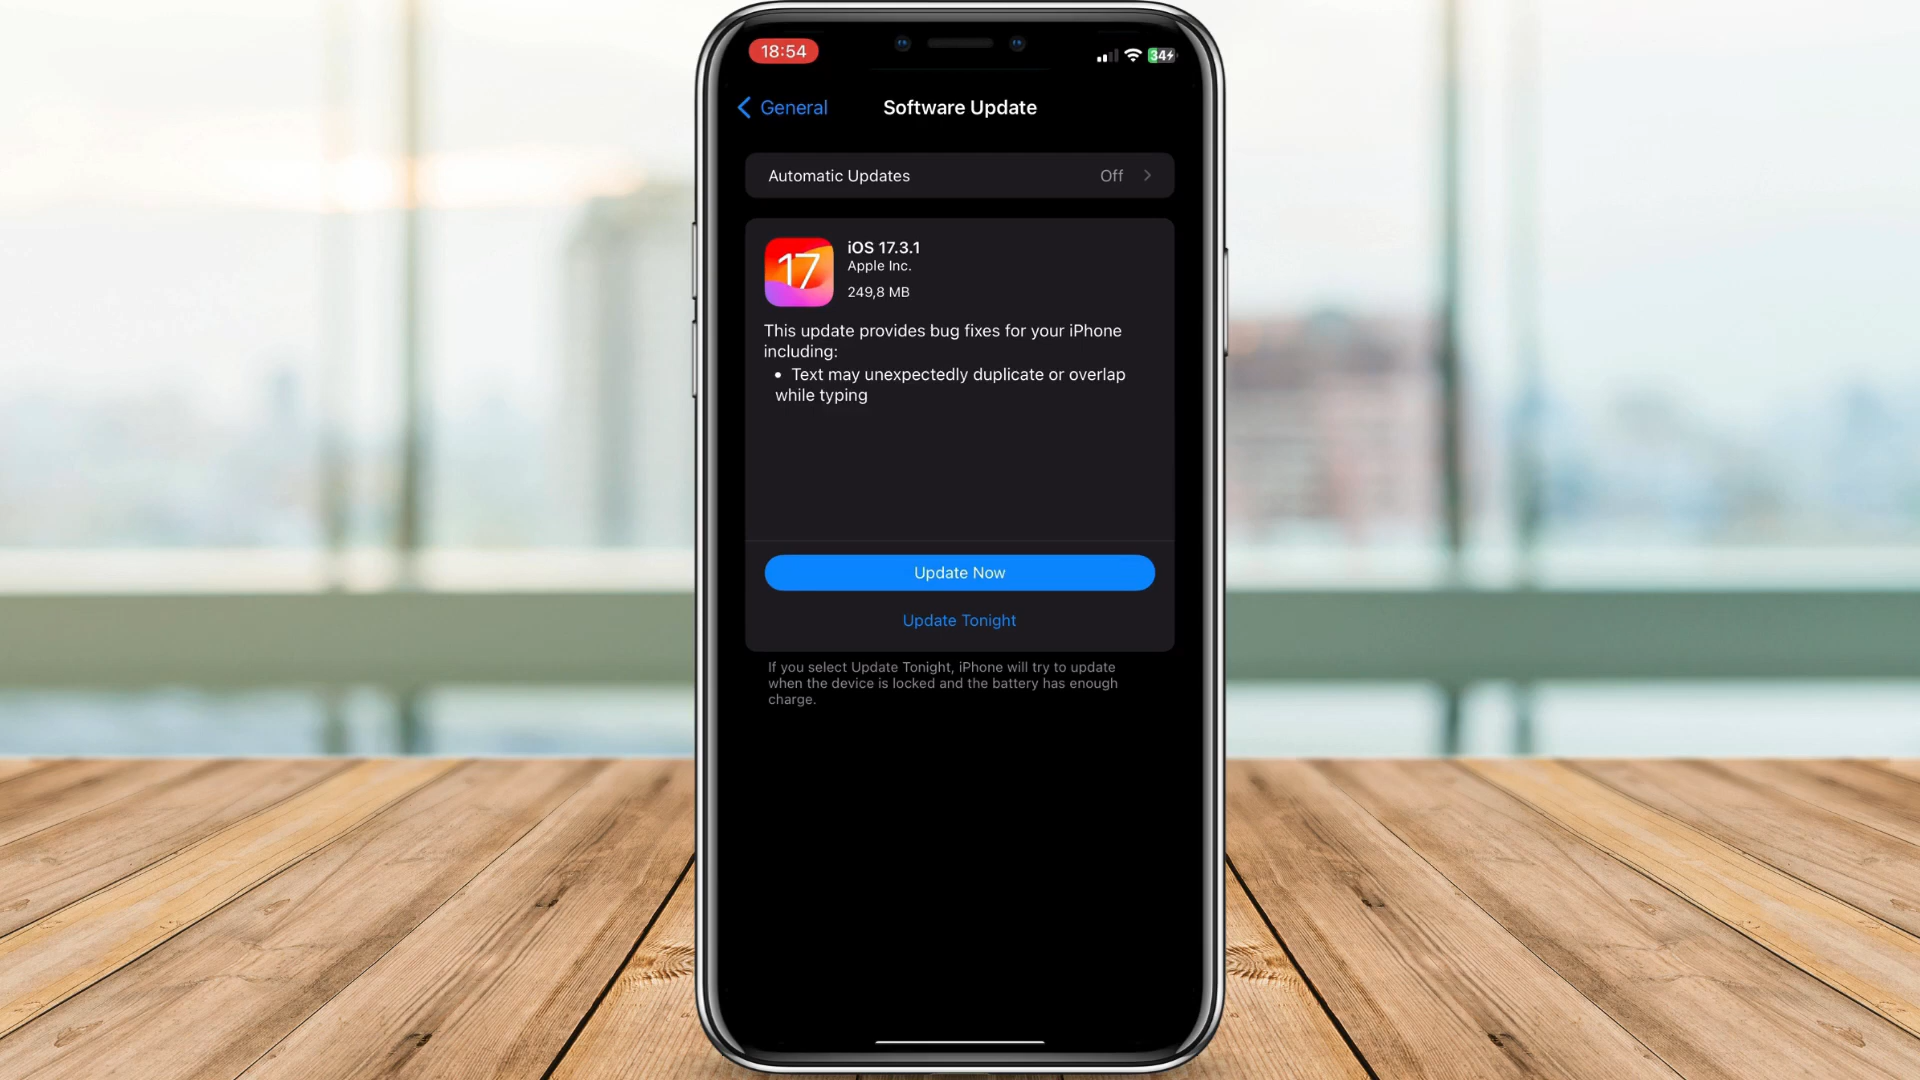 18:54
34
General
Software Update
Automatic Updates
Off
17
iOS 17.3.1
Apple Inc.
249,8 MB
This update provides bug fixes for your iPhone
including:
• Text may unexpectedly duplicate or overlap
while typing
Update Now
Update Tonight
If you select Update Tonight, iPhone will try to update
when the device is locked and the battery has enough
charge.